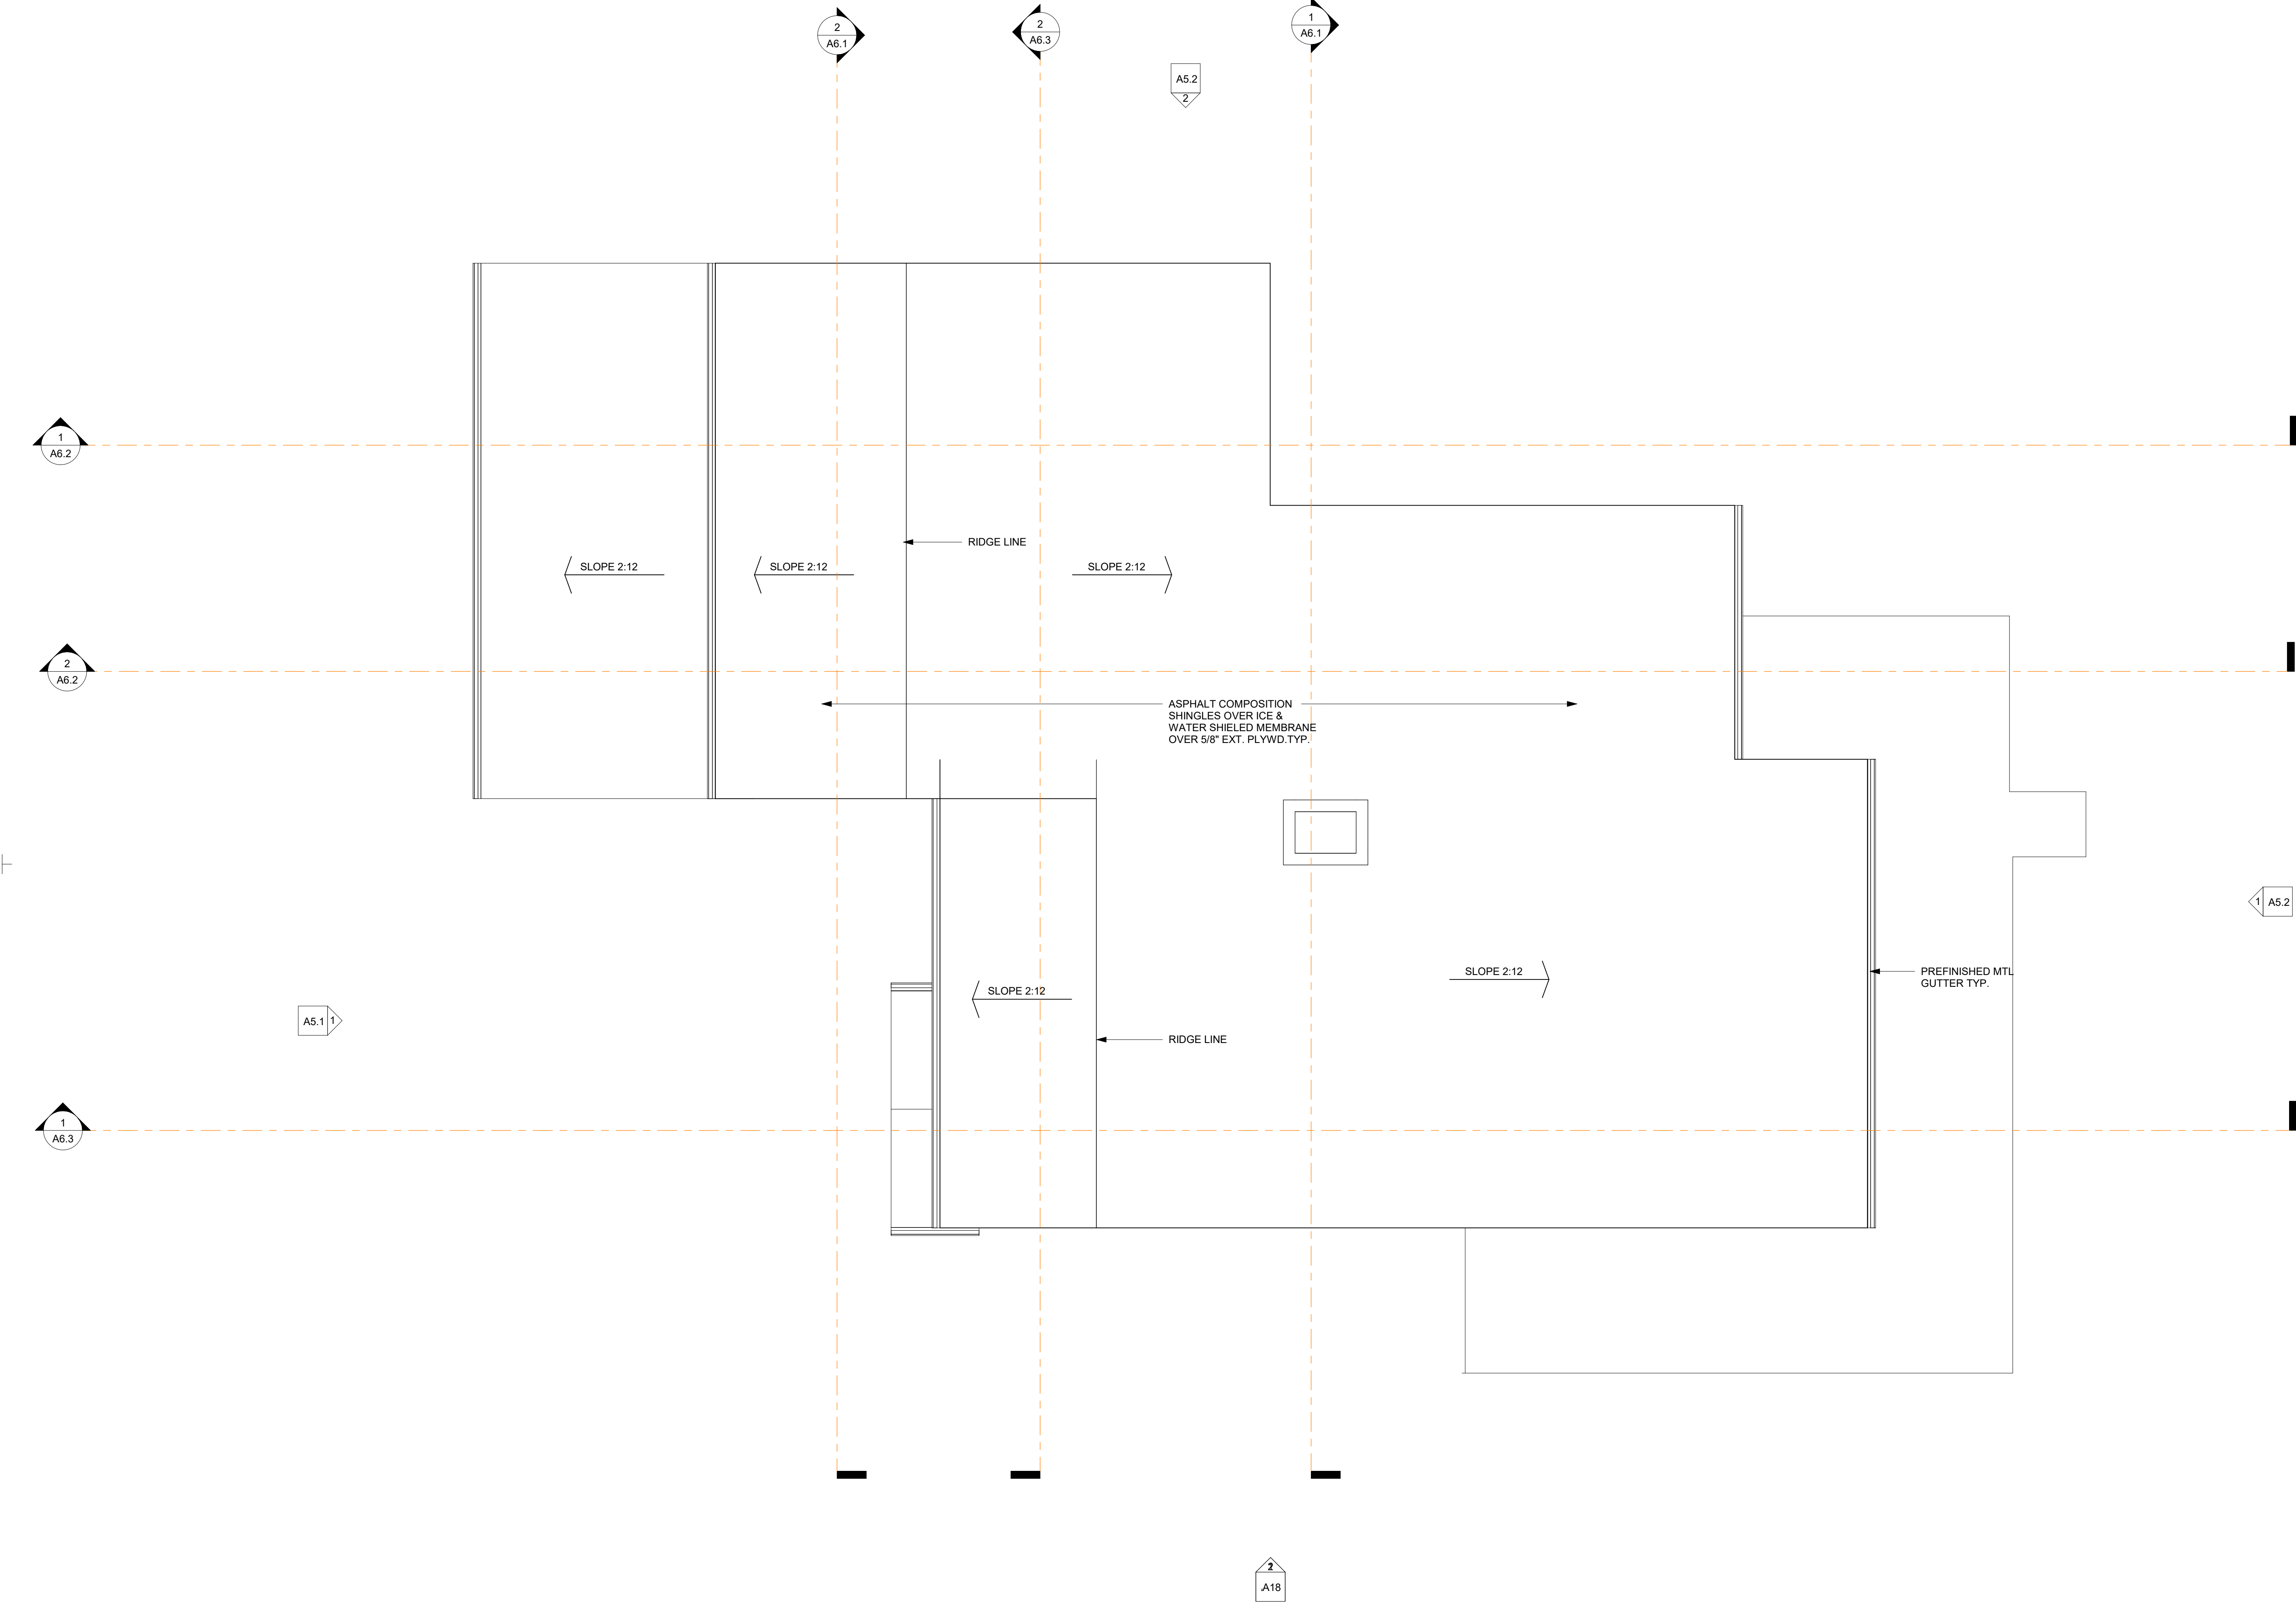 2
A6.1
2
A6.3
1
A6.1
A5.2
2
1
A6.2
RIDGE LINE
SLOPE 2:12
SLOPE 2:12
SLOPE 2:12
2
A6.2
ASPHALT COMPOSITION
SHINGLES OVER ICE &
WATER SHIELED MEMBRANE
OVER 5/8" EXT. PLYWD.TYP.
1 A5.2
SLOPE 2:12
SLOPE 2:12
PREFINISHED MTL
GUTTER TYP.
A5.1 1
RIDGE LINE
1
A6.3
A18